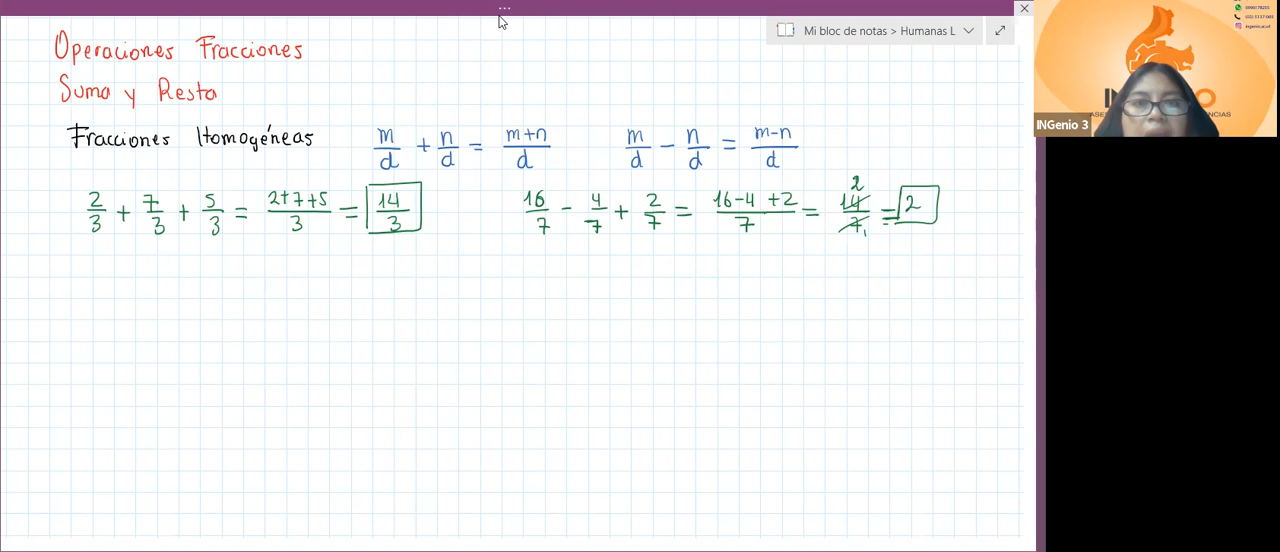 ...
Mi bloc de notas > Humanas L
Operaciones Fracciones
Suma y Resta
Fracciones Homogéneas m/d + n/d = m+n/d m/d - n/d = m-n/d
2/3 + 7/3 + 5/3 = 2+7+5/3 = 14/3 16/7 - 4/7 + 2/7 = 16-4+2/7 = 14/7 2 1 = 2
INGenio 3